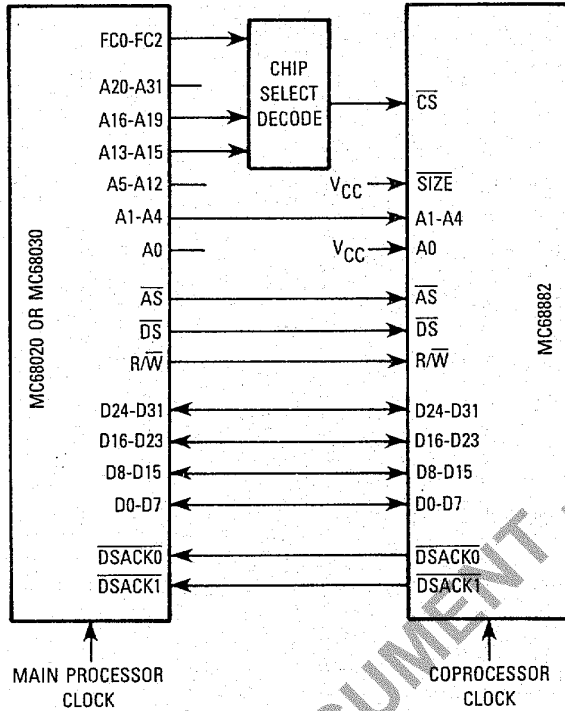 FC0-FC2
A20-A31
A16-A19
A13-A15
A5-A12
A1-A4
A0
AS
DS
R/W
D24-D31
D16-D23
D8-D15
D0-D7
DSACK0
DSACK1
MC68020 OR MC68030
CHIP
SELECT
DECODE
VCC
VCC
CS
SIZE
A1-A4
A0
AS
DS
R/W
D24-D31
D16-D23
D8-D15
D0-D7
DSACK0
DSACK1
MC68882
MAIN PROCESSOR
CLOCK
COPROCESSOR
CLOCK
UMENT